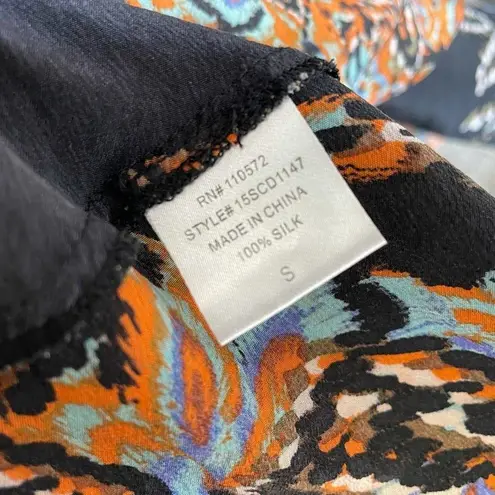 RN# 110572
STYLE# 15SCD1147
MADE IN CHINA
100% SILK
S